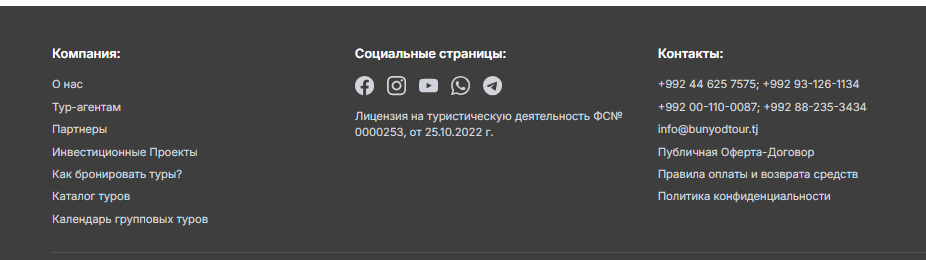 Компания:
О нас
Тур-агентам
Партнеры
Инвестиционные Проекты
Как бронировать туры?
Каталог туров
Календарь групповых туров
Социальные страницы:
Лицензия на туристическую деятельность ФС№
0000253, от 25.10.2022 г.
Контакты:
+992 44 625 7575; +992 93-126-1134
+992 00-110-0087; +992 88-235-3434
info@bunyodtour.tj
Публичная Оферта-Договор
Правила оплаты и возврата средств
Политика конфиденциальности